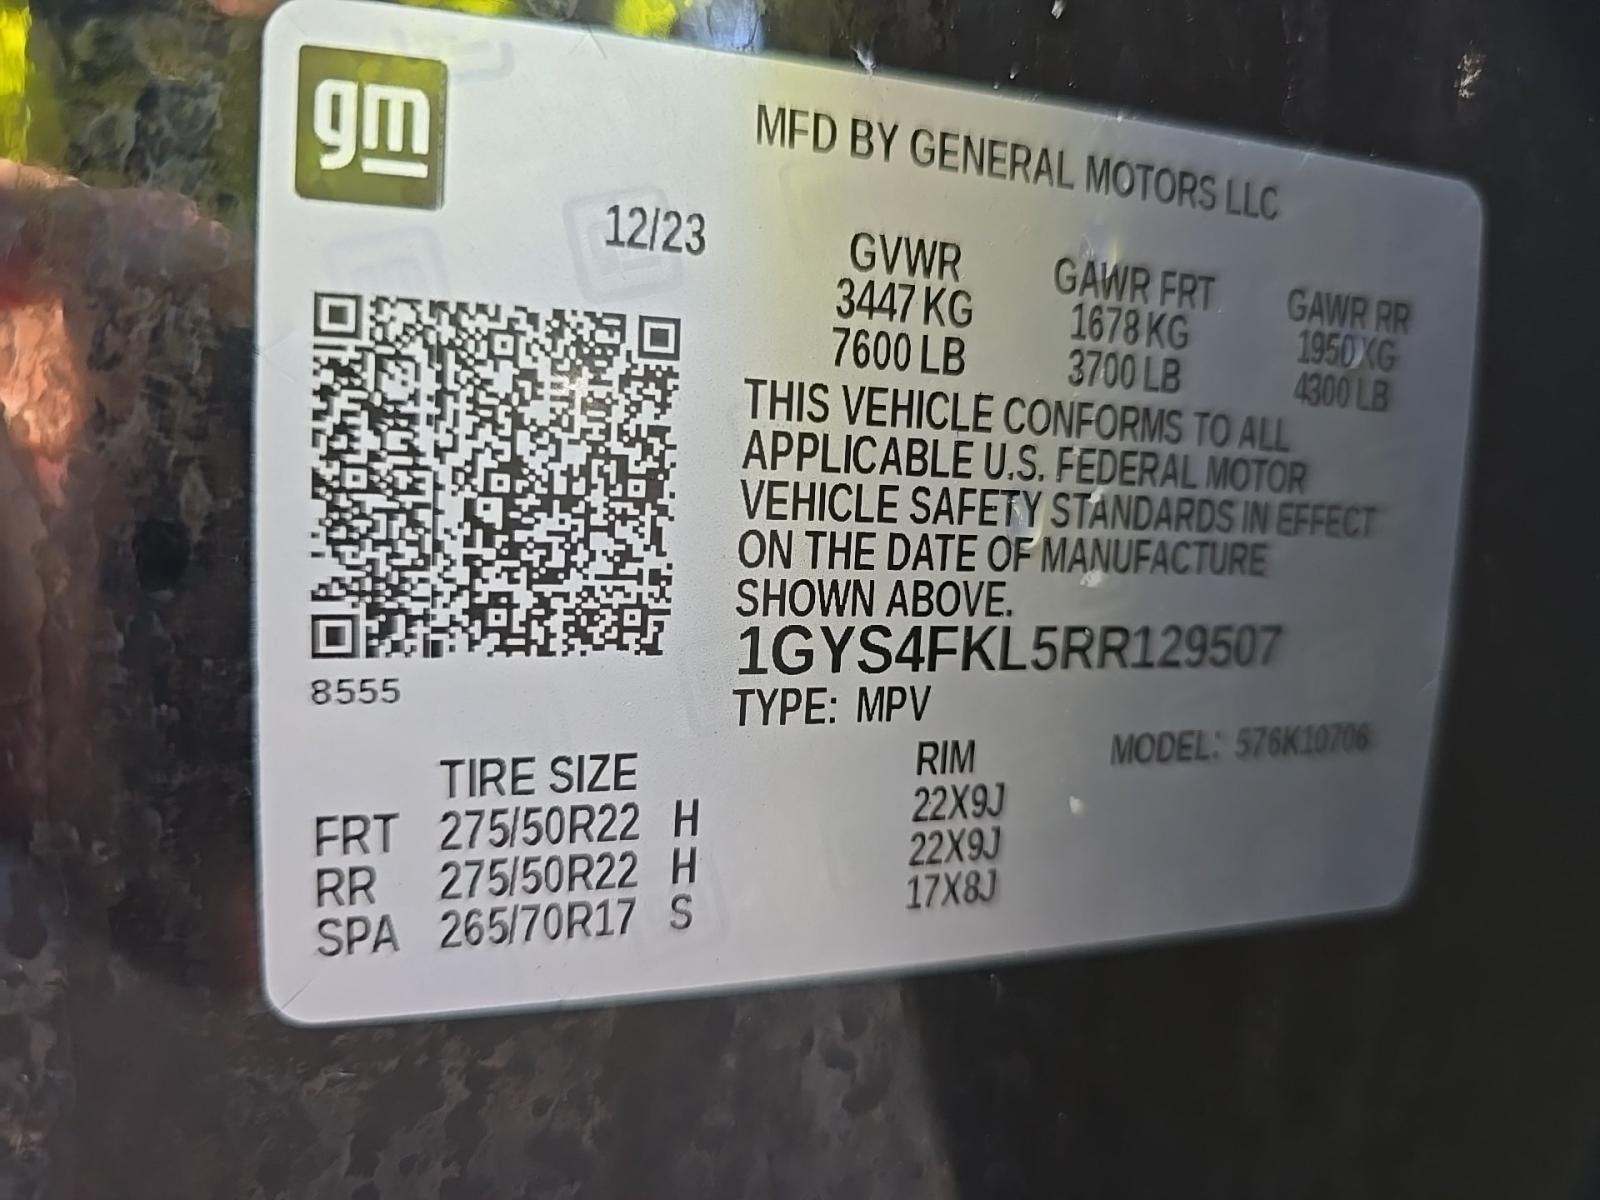 gm
MFD BY GENERAL MOTORS LLC
12/23
GVWR GAWR FRT GAWR RR
3447 KG 1678 KG 1950 KG
7600 LB 3700 LB 4300 LB
THIS VEHICLE CONFORMS TO ALL
APPLICABLE U.S. FEDERAL MOTOR
VEHICLE SAFETY STANDARDS IN EFFECT
ON THE DATE OF MANUFACTURE
SHOWN ABOVE.
1GYS4FKL5RR129507
8555
TYPE: MPV MODEL: 576K10706
TIRE SIZE RIM
FRT 275/50R22 H 22X9J
RR 275/50R22 H 22X9J
SPA 265/70R17 S 17X8J